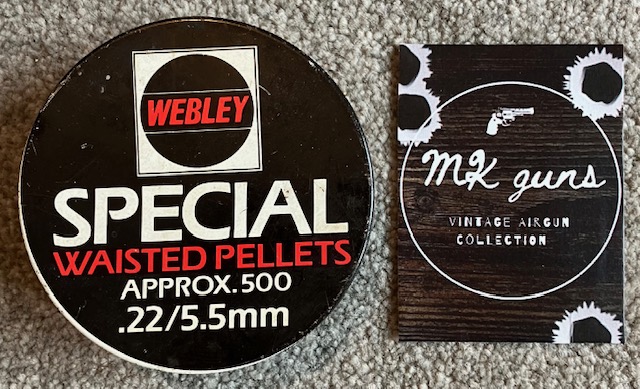 WEBLEY
SPECIAL
WAISTED PELLETS
APPROX.500
.22/5.5mm
MK guns
VINTAGE AIRGUN
COLLECTION